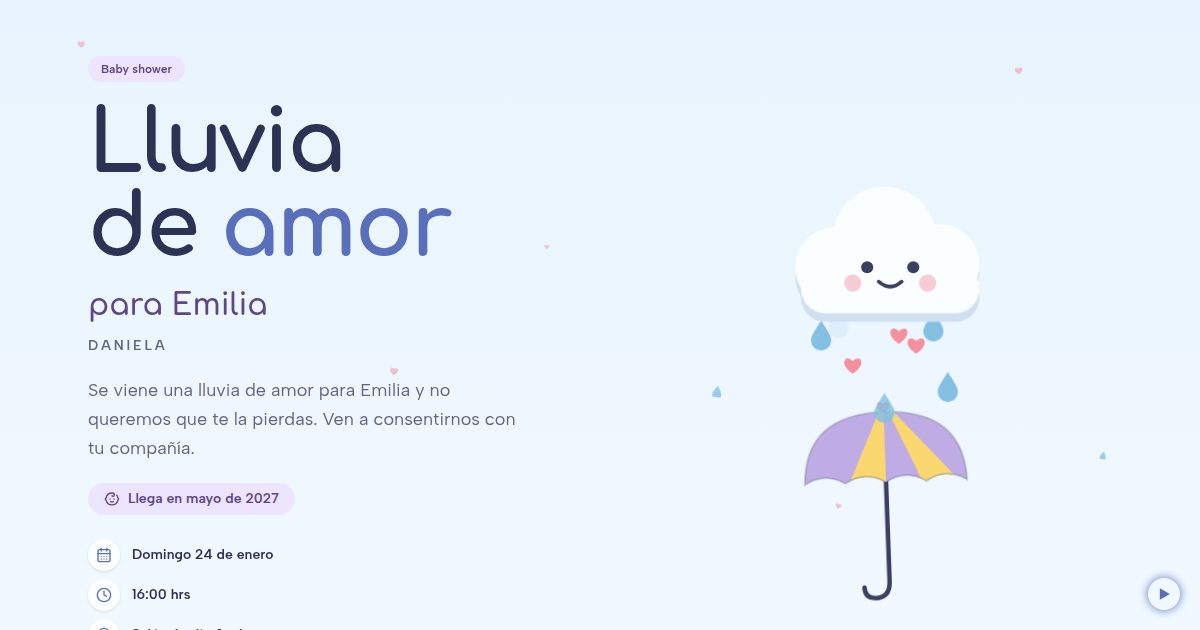 Baby shower
Lluvia
de amor
para Emilia
DANIELA
Se viene una lluvia de amor para Emilia y no
queremos que te la pierdas. Ven a consentirnos con
tu compañía.
Llega en mayo de 2027
Domingo 24 de enero
16:00 hrs